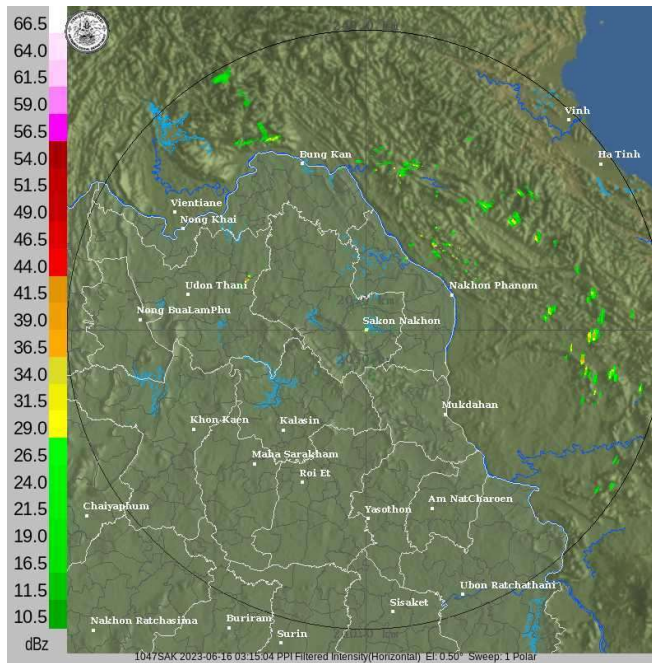 66.5
64.0
61.5
59.0
56.5
54.0
51.5
49.0
46.5
44.0
41.5
39.0
36.5
34.0
31.5
29.0
26.5
24.0
21.5
19.0
16.5
14.0
11.5
10.5
dBz
Vinh
Ha Tinh
Bung Kan
Vientiane
Nong Khai
Udon Thani
Nakhon Phanom
Nong BuaLamPhu
Sakon Nakhon
Mukdahan
Khon Kaen
Kalasin
Maha Sarakham
Roi Et
Am NatCharoen
Chaiyaphum
Yasothon
Ubon Ratchathani
Sisaket
Nakhon Ratchasima
Buriram
Surin
1047SAK 2023-06-16 03:15:04 PPI Filtered Intensity(Horizontal) El: 0.50° Sweep: 1 Polar